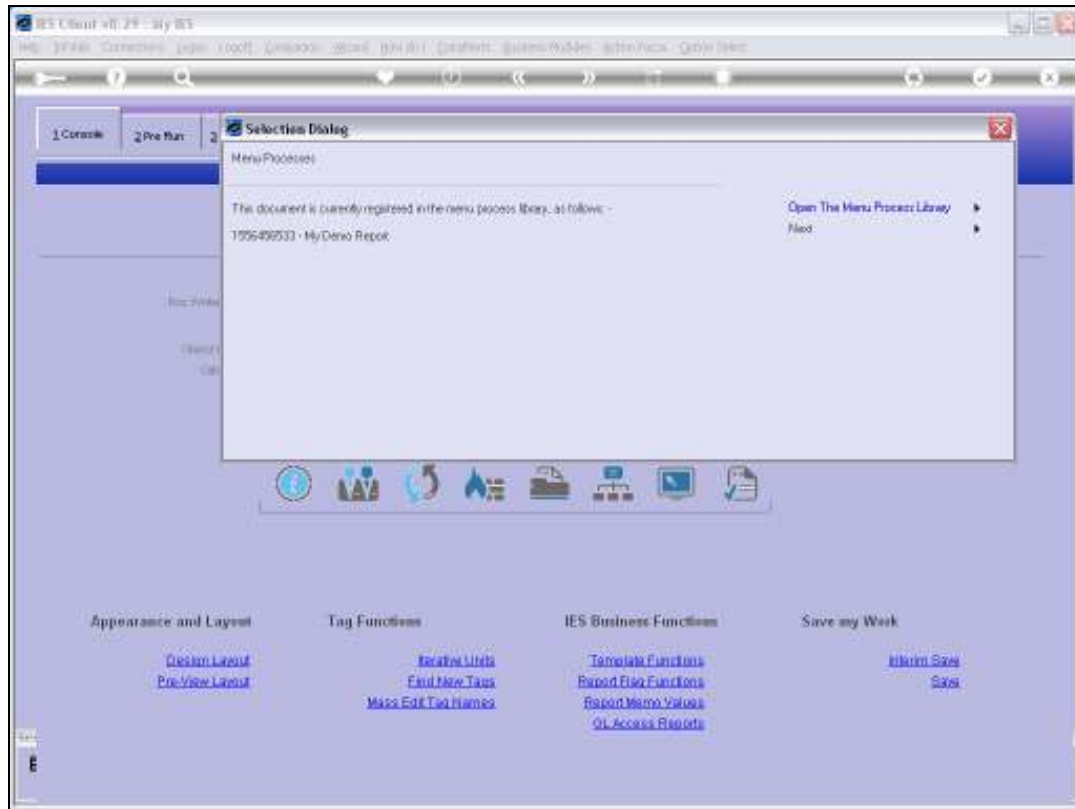 IES Client v8.29 : My IES
Help
1 Console
2 Pre Run
2
Selection Dialog
Menu Processes
This document is currently registered in the menu process library, as follows: -
Open The Menu Process Library
1556456533 - My Demo Report
Next
Appearance and Layout
Tag Functions
IES Business Functions
Save my Work
Design Layout
Iterative Units
Template Functions
Interim Save
Pre-View Layout
Find New Tags
Report Flag Functions
Save
Mass Edit Tag Names
Report Memo Values
GL Access Reports